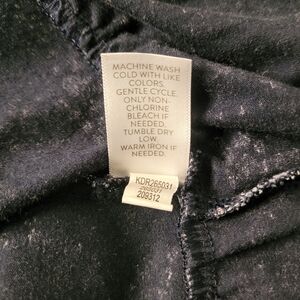 MACHINE WASH
COLD WITH LIKE
COLORS.
GENTLE CYCLE.
ONLY NON-
CHLORINE
BLEACH IF
NEEDED.
TUMBLE DRY
LOW.
WARM IRON IF
NEEDED.
KDR265031
209312